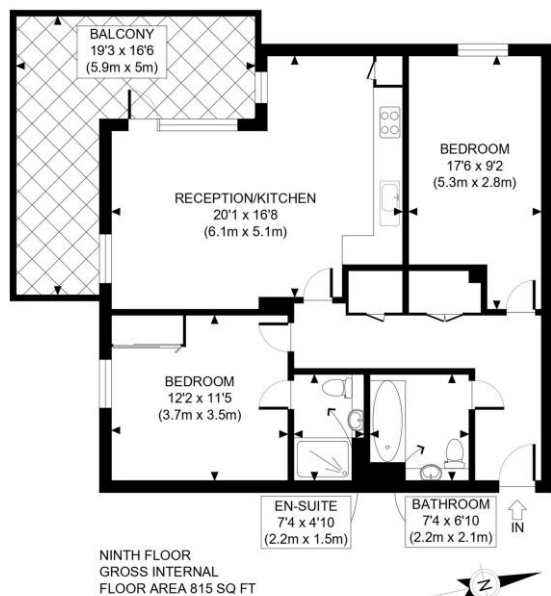 BALCONY
19'3 x 16'6
(5.9m x 5m)
RECEPTION/KITCHEN
20'1 x 16'8
(6.1m x 5.1m)
BEDROOM
17'6 x 9'2
(5.3m x 2.8m)
BEDROOM
12'2 x 11'5
(3.7m x 3.5m)
EN-SUITE
7'4 x 4'10
(2.2m x 1.5m)
BATHROOM
7'4 x 6'10
(2.2m x 2.1m)
IN
NINTH FLOOR
GROSS INTERNAL
FLOOR AREA 815 SQ FT
N